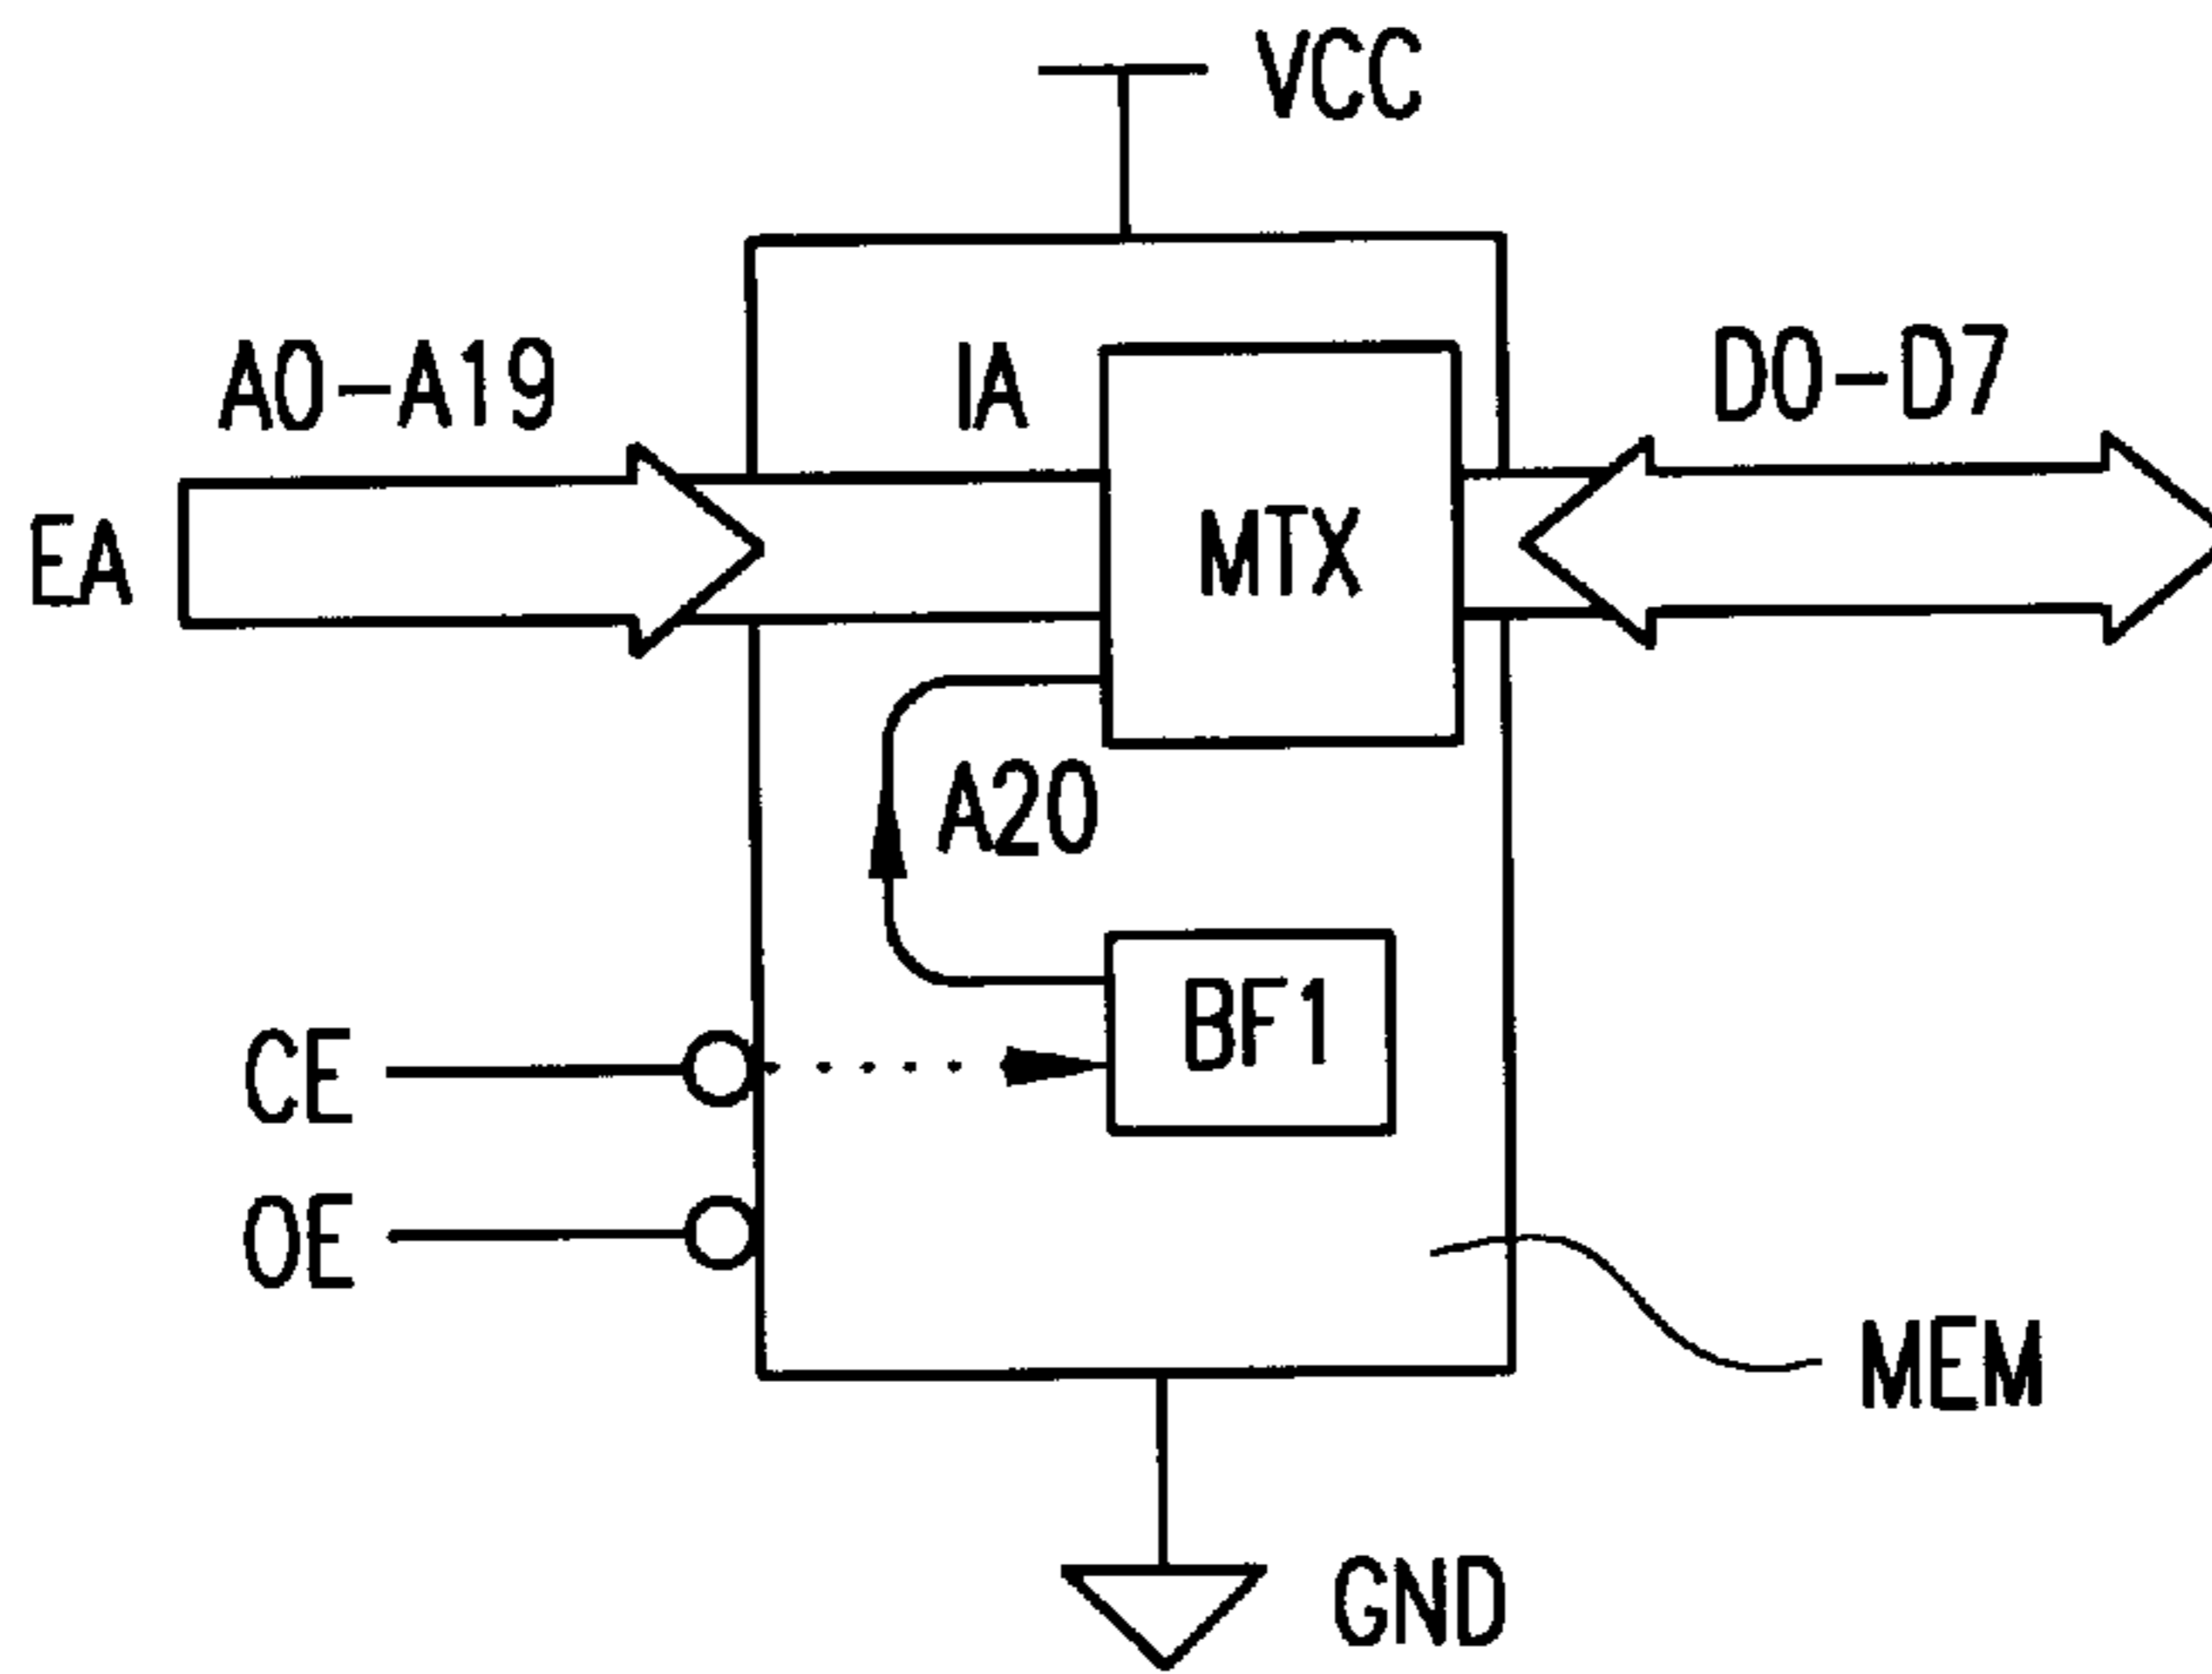 VCC
A0-A19
IA
D0-D7
EA
MTX
A20
BF1
CE
OE
MEM
GND